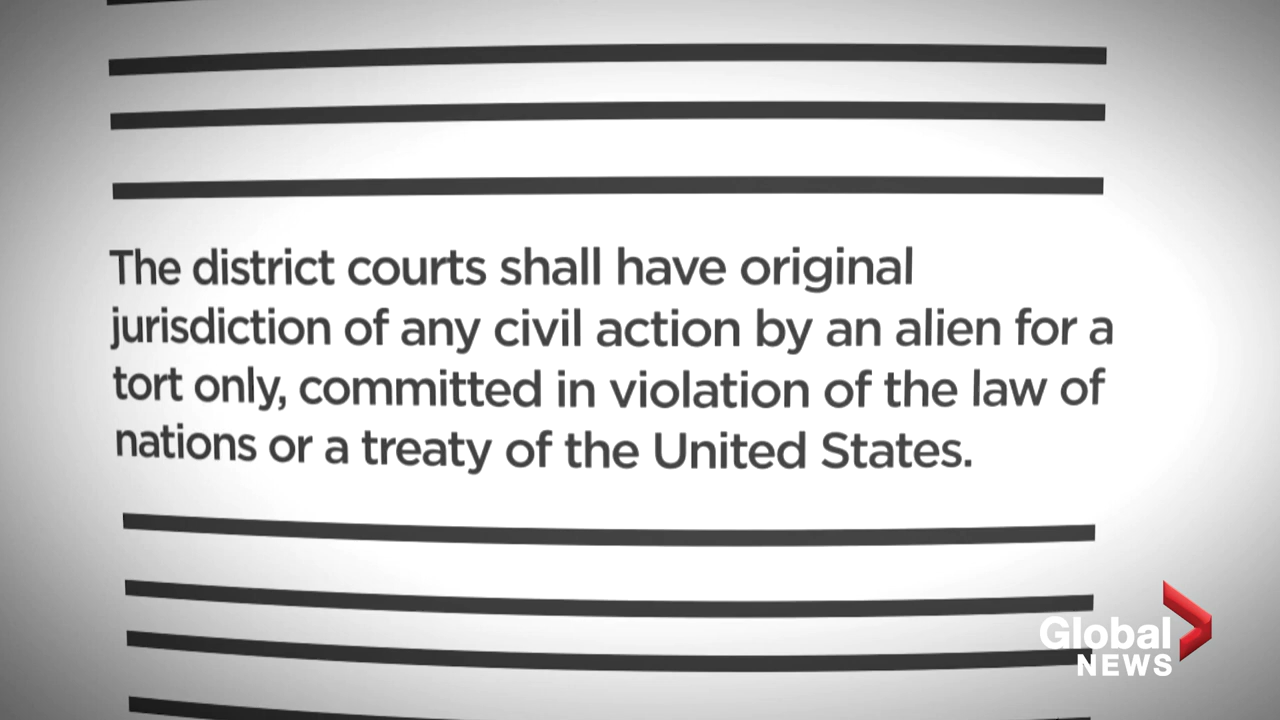 The district courts shall have original
jurisdiction of any civil action by an alien for a
tort only, committed in violation of the law of
nations or a treaty of the United States.
Global
NEWS